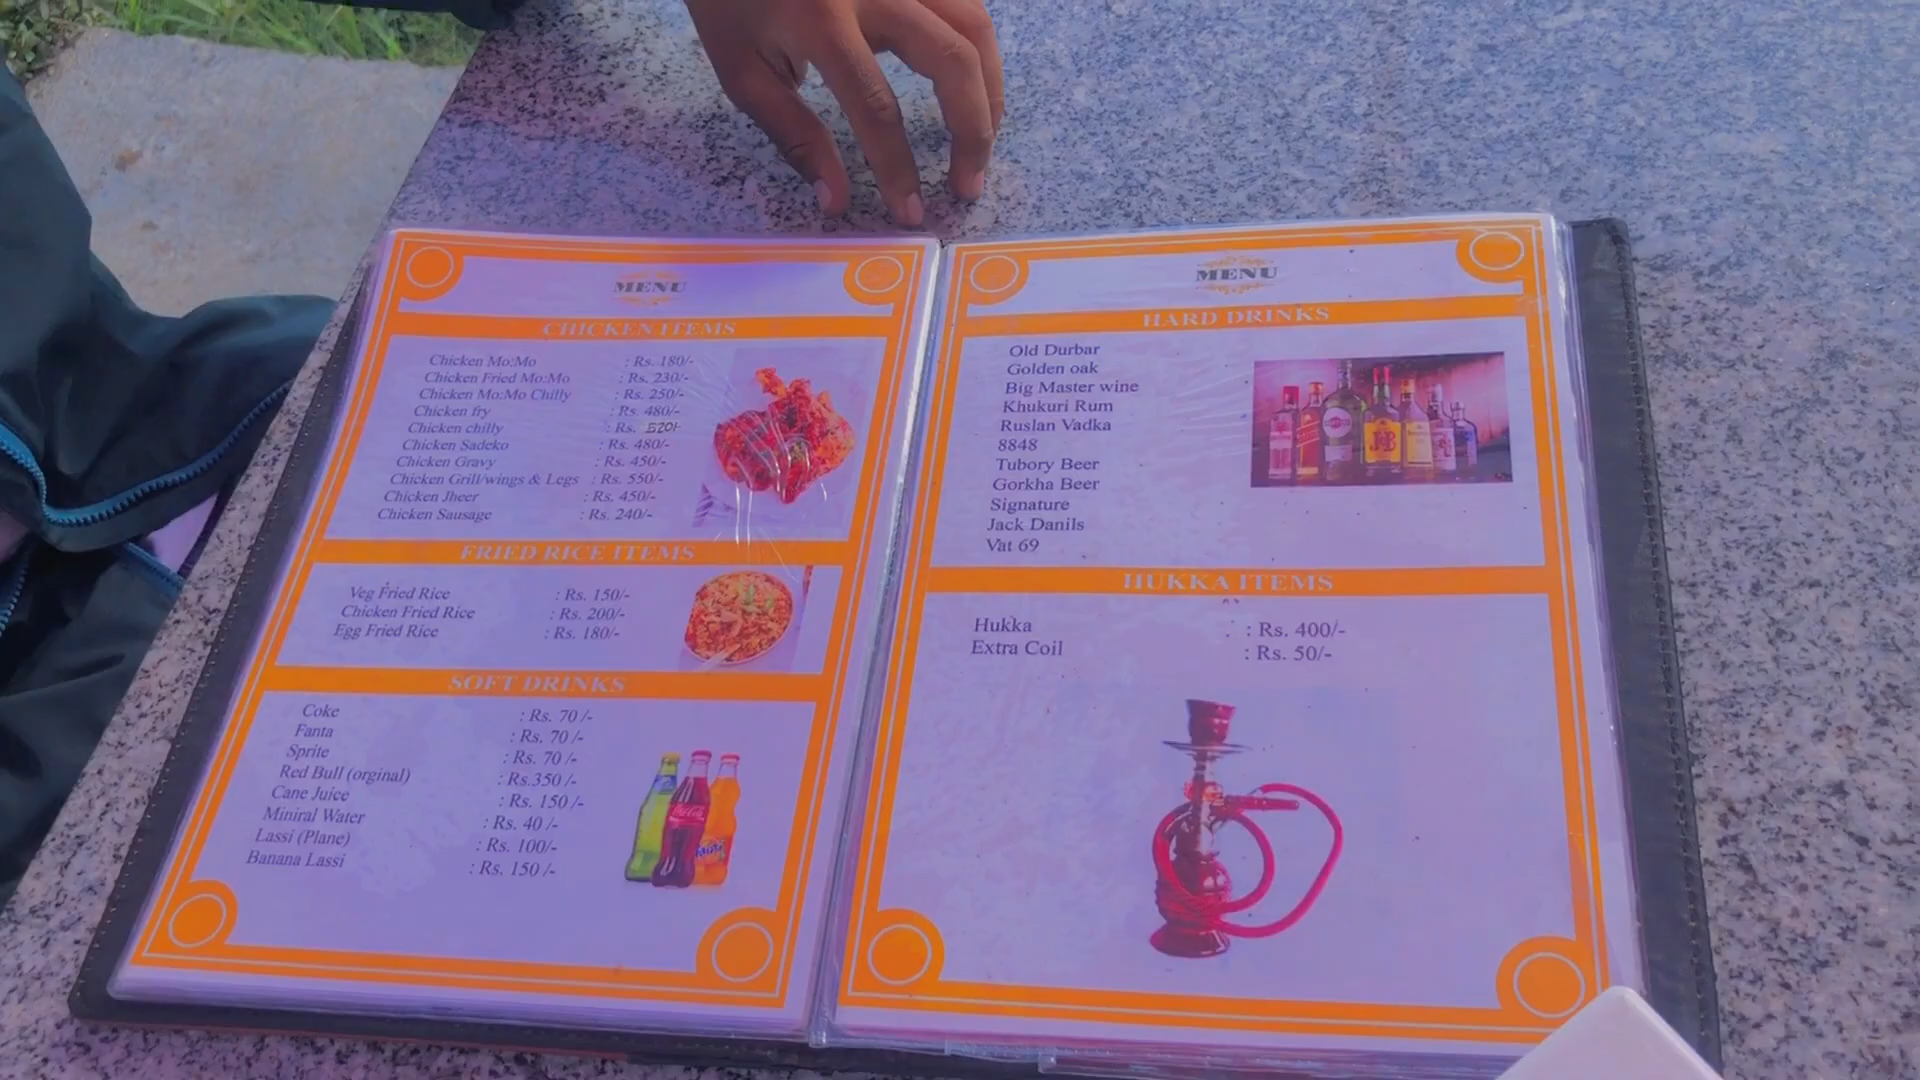 MENU
CHICKEN ITEMS
Chicken Mo:Mo : Rs. 180/-
Chicken Fried Mo:Mo : Rs. 230/-
Chicken Mo:Mo Chilly : Rs. 250/-
Chicken fry : Rs. 480/-
Chicken chilly : Rs.
Chicken Sadeko : Rs. 480/-
Chicken Gravy : Rs. 450/-
Chicken Grill/wings & Legs : Rs. 550/-
Chicken Jheer : Rs. 450/-
Chicken Sausage : Rs. 240/-
FRIED RICE ITEMS
Veg Fried Rice : Rs. 150/-
Chicken Fried Rice : Rs. 200/-
Egg Fried Rice : Rs. 180/-
SOFT DRINKS
Coke : Rs. 70 /-
Fanta : Rs. 70 /-
Sprite : Rs. 70 /-
Red Bull (orginal) : Rs.350 /-
Cane Juice : Rs. 150 /-
Miniral Water : Rs. 40 /-
Lassi (Plane) : Rs. 100/-
Banana Lassi : Rs. 150 /-
Coca-Cola
Fanta
MENU
HARD DRINKS
Old Durbar
Golden oak
Big Master wine
Khukuri Rum
Ruslan Vadka
8848
Tubory Beer
Gorkha Beer
Signature
Jack Danils
Vat 69
J&B
HUKKA ITEMS
Hukka : Rs. 400/-
Extra Coil : Rs. 50/-